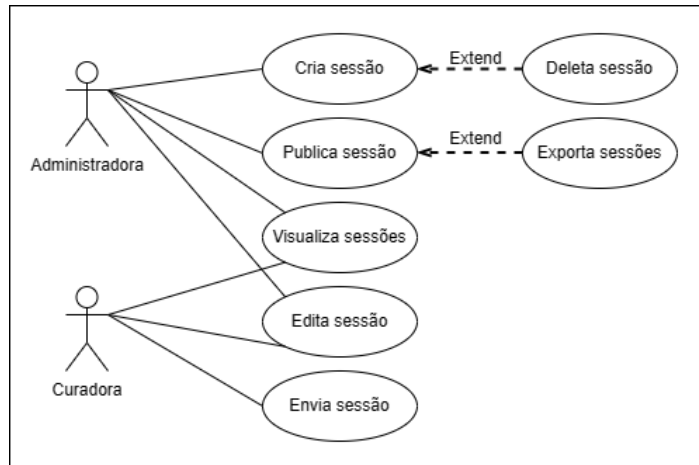 Cria sessão
Extend
Deleta sessão
Administradora
Publica sessão
Extend
Exporta sessões
Visualiza sessões
Curadora
Edita sessão
Envia sessão